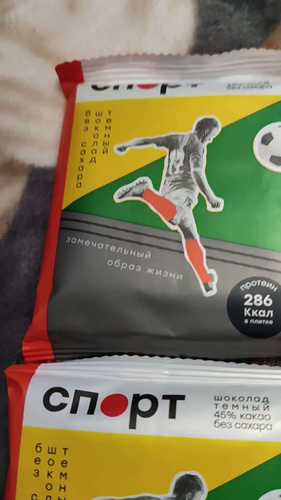 спорт
без сахара
темный
шоколад
без сахара
замечательный
образ жизни
протеин
286
Ккал
в плитке
спорт
шоколад
темный
45% какао
без сахара